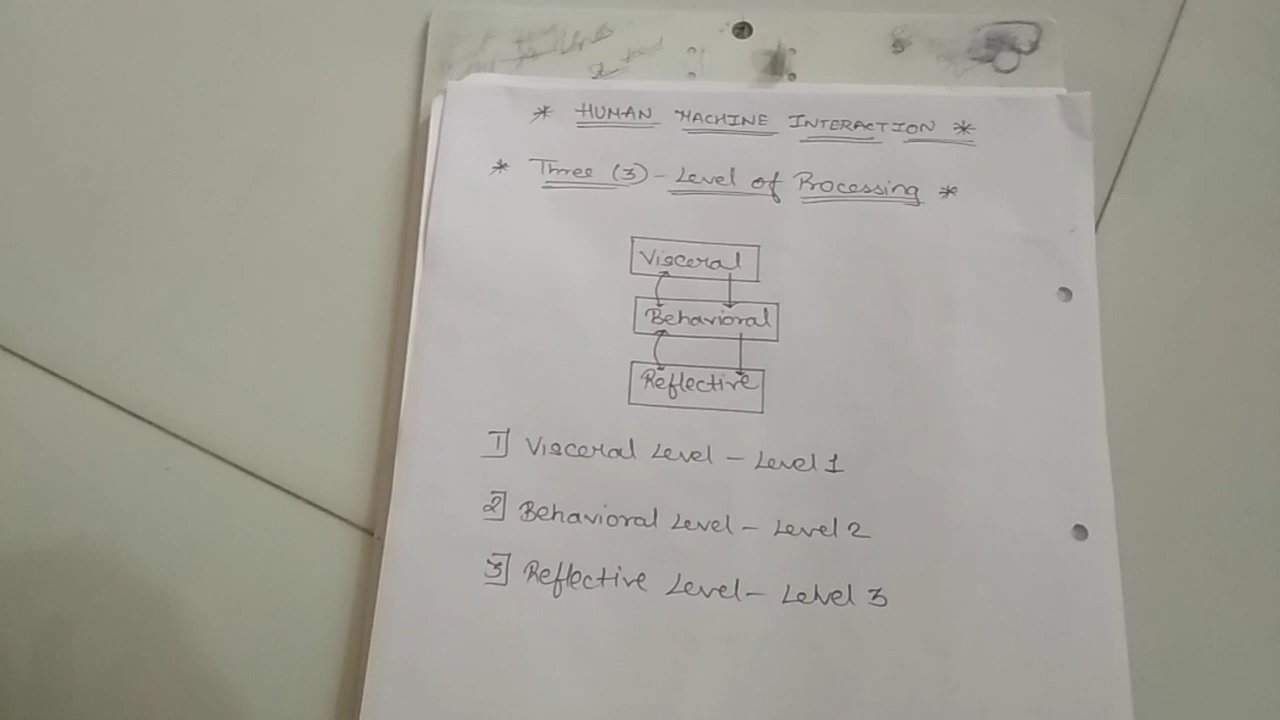 * HUMAN MACHINE INTERACTION *
* Three (3) - Level of Processing *
Visceral
Behavioral
Reflective
1] Visceral Level - Level 1
2] Behavioral Level - Level 2
3] Reflective Level - Level 3